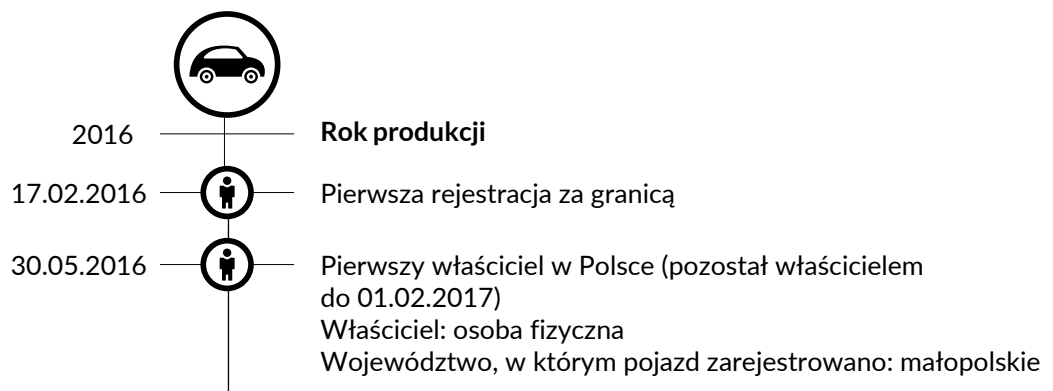 2016 Rok produkcji
17.02.2016 Pierwsza rejestracja za granicą
30.05.2016 Pierwszy właściciel w Polsce (pozostał właścicielem
do 01.02.2017)
Właściciel: osoba fizyczna
Województwo, w którym pojazd zarejestrowano: małopolskie